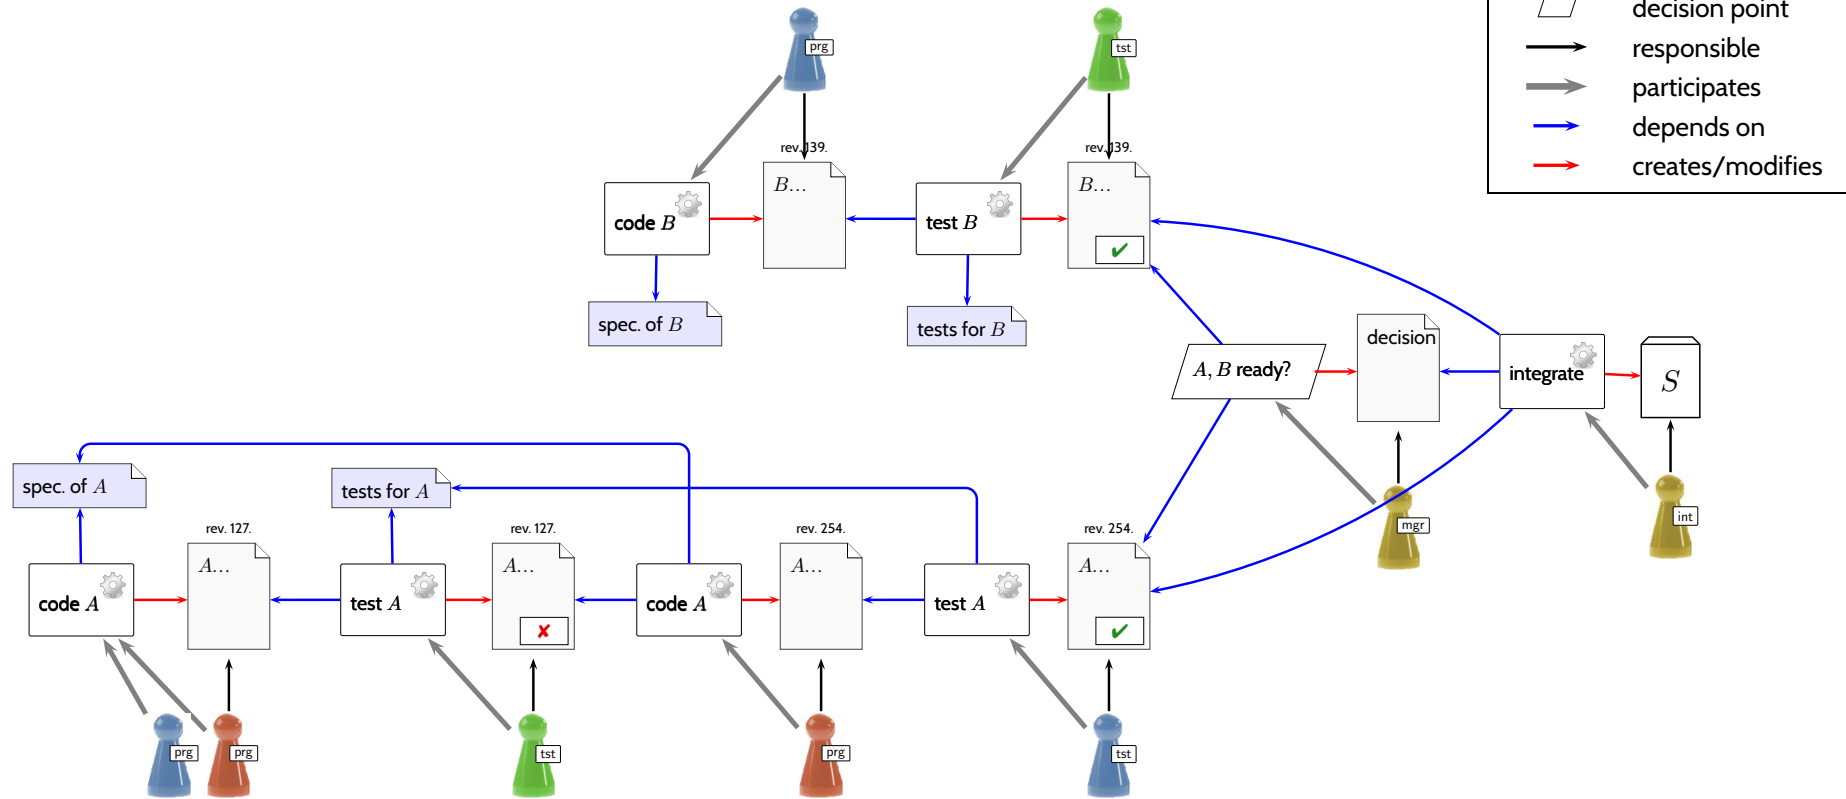 decision point
responsible
participates
depends on
creates/modifies
prg
tst
rev. 139.
rev. 139.
B...
B...
code B
test B
✔
spec. of B
tests for B
decision
A, B ready?
integrate
S
spec. of A
tests for A
mgr
int
rev. 127.
rev. 127.
rev. 254.
rev. 254.
A...
A...
A...
A...
code A
test A
code A
test A
✘
✔
prg
prg
tst
prg
tst